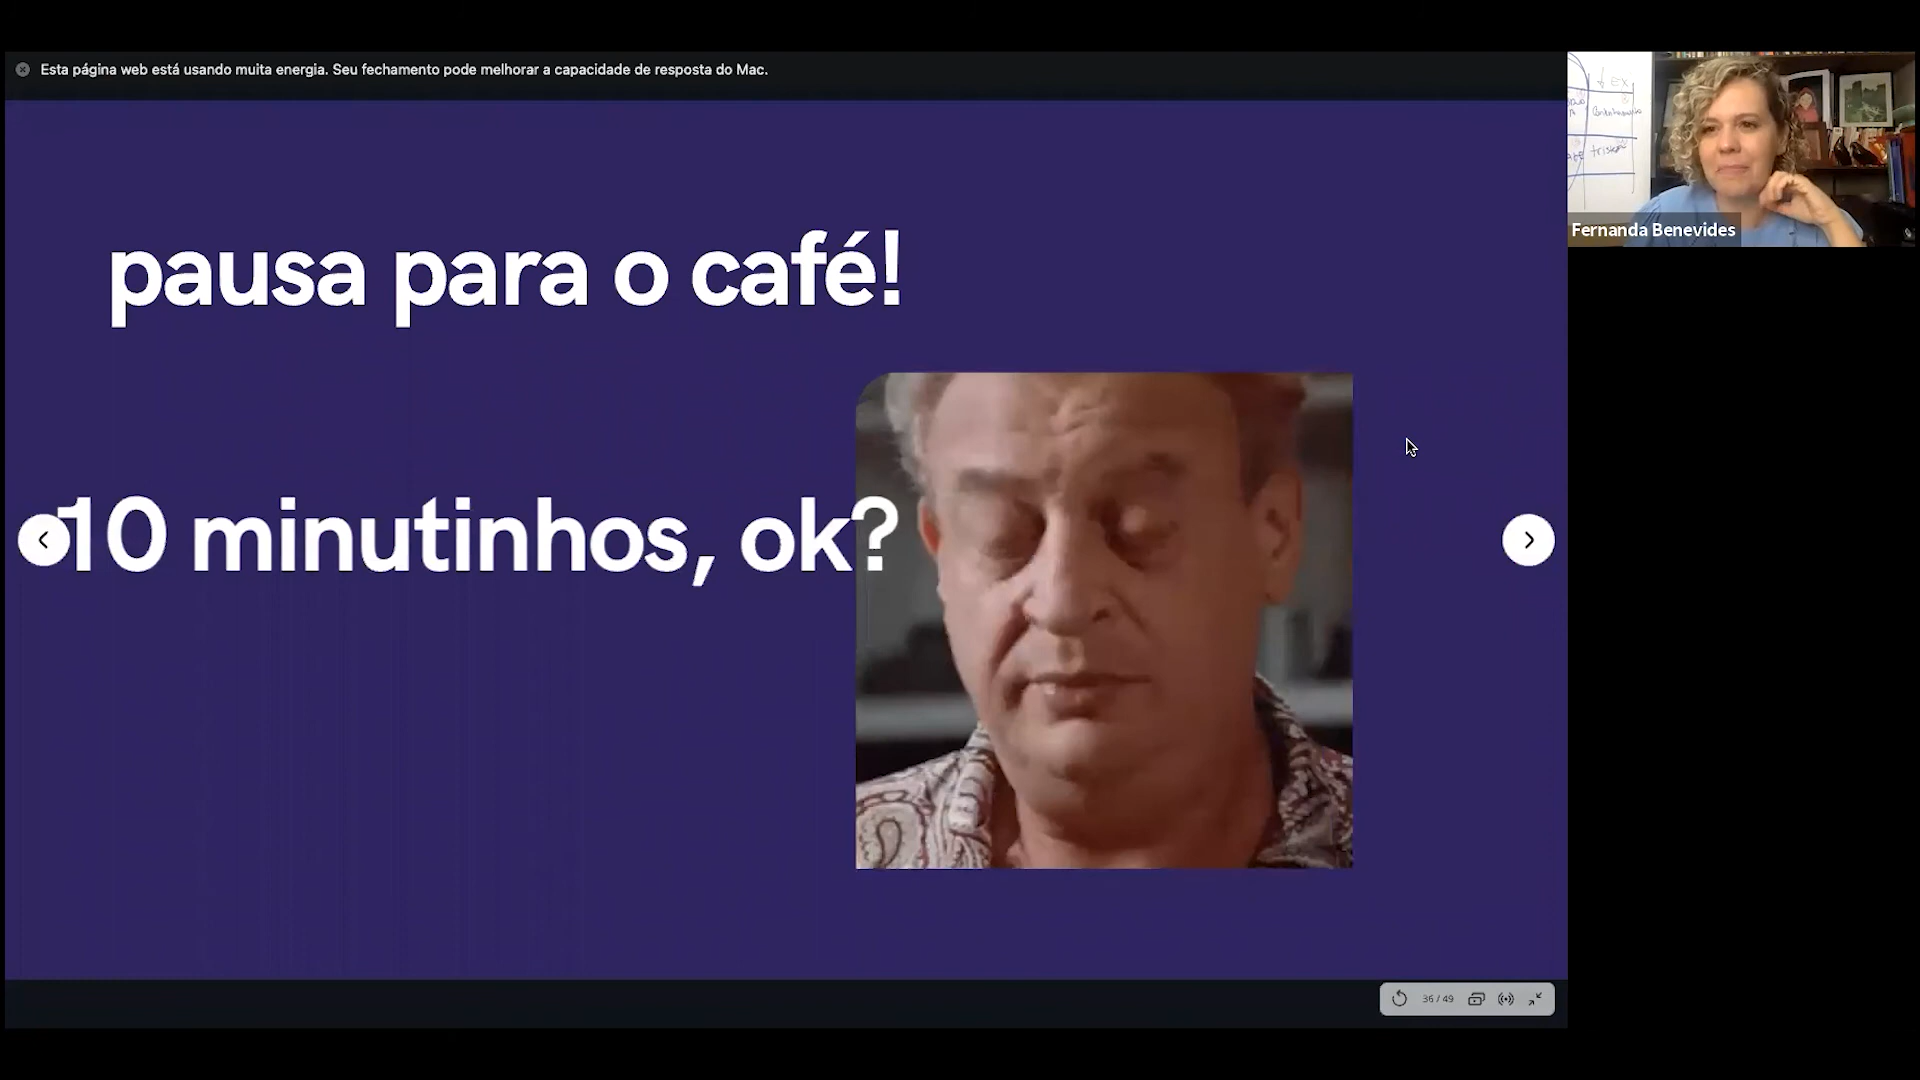 Esta página web está usando muita energia. Seu fechamento pode melhorar a capacidade de resposta do Mac.
pausa para o café!
10 minutinhos, ok?
Fernanda Benevides
36 / 49